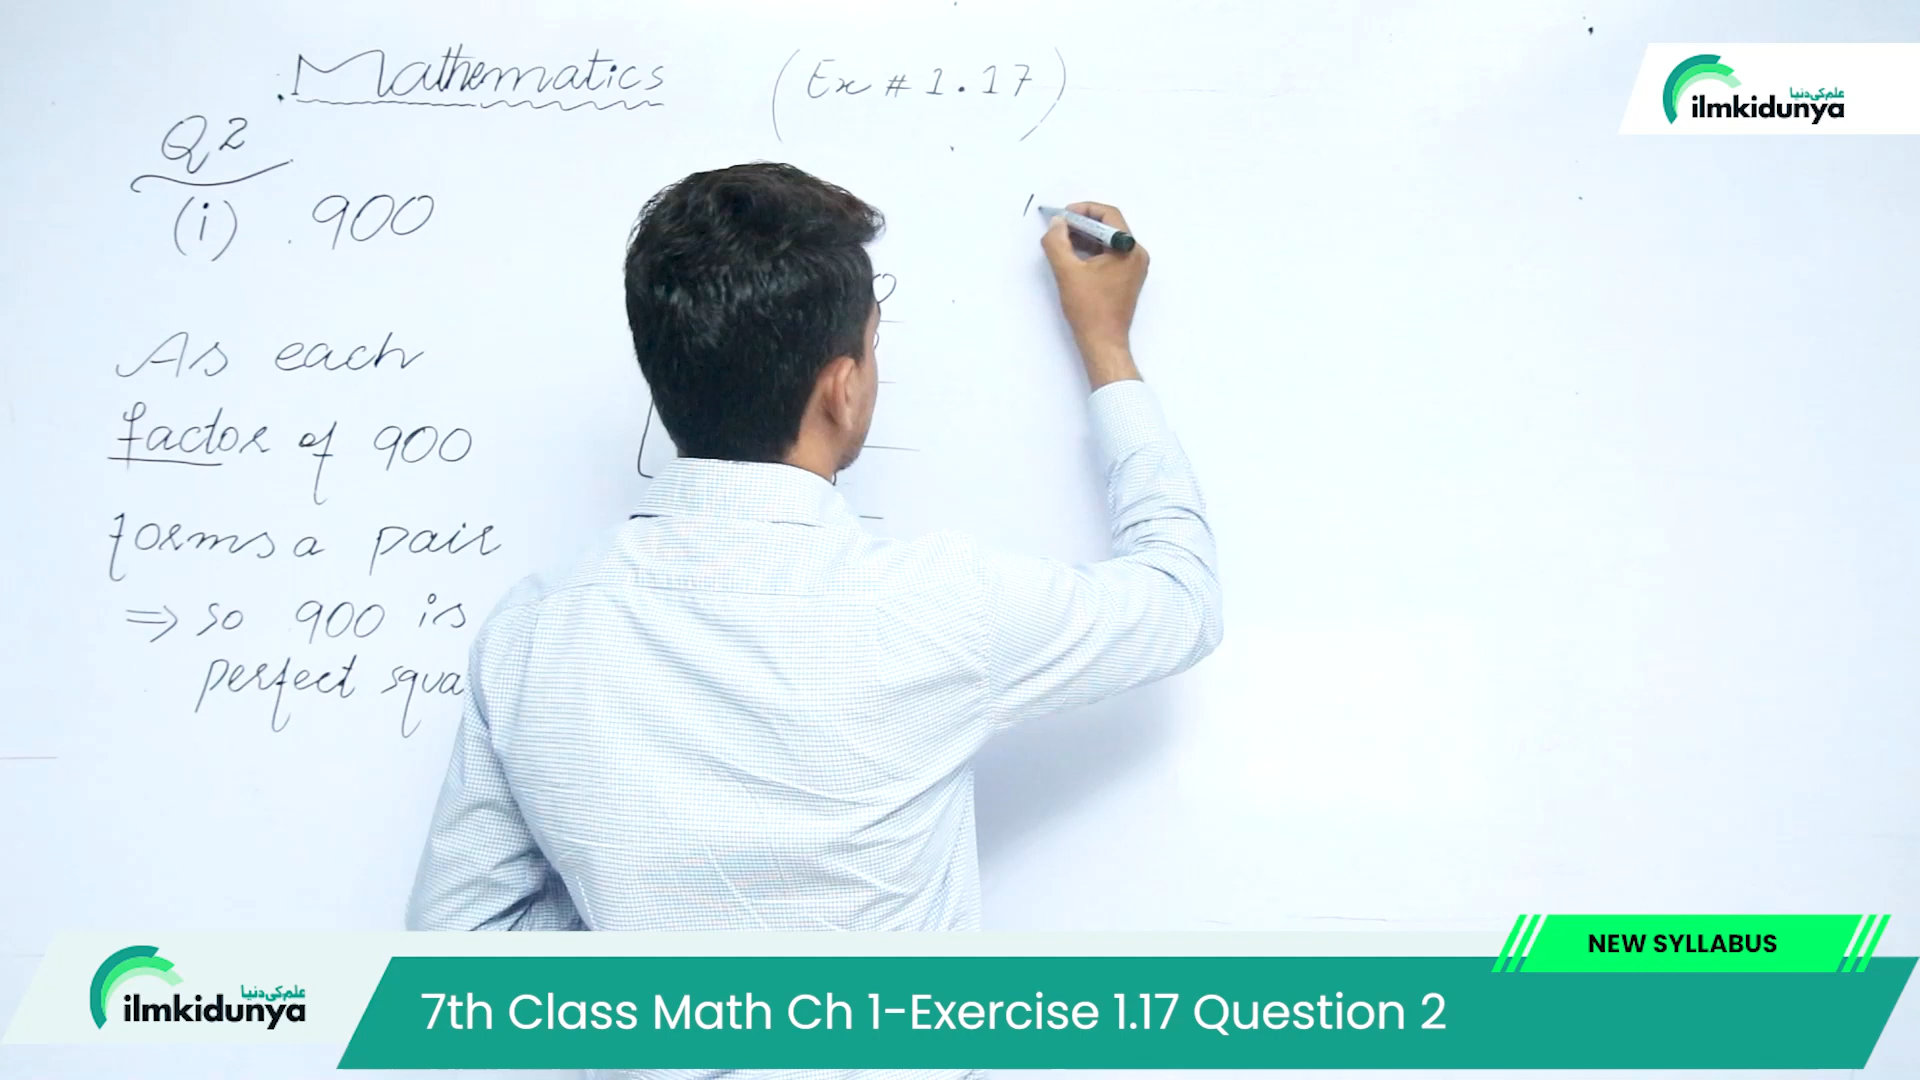 Mathematics (Ex # 1.17)
علم کی دنیا
ilmkidunya
Q2
(i) 900
As each
factor of 900
forms a pair
⇒ so 900 is
perfect squa
NEW SYLLABUS
علم کی دنیا
ilmkidunya
7th Class Math Ch 1-Exercise 1.17 Question 2